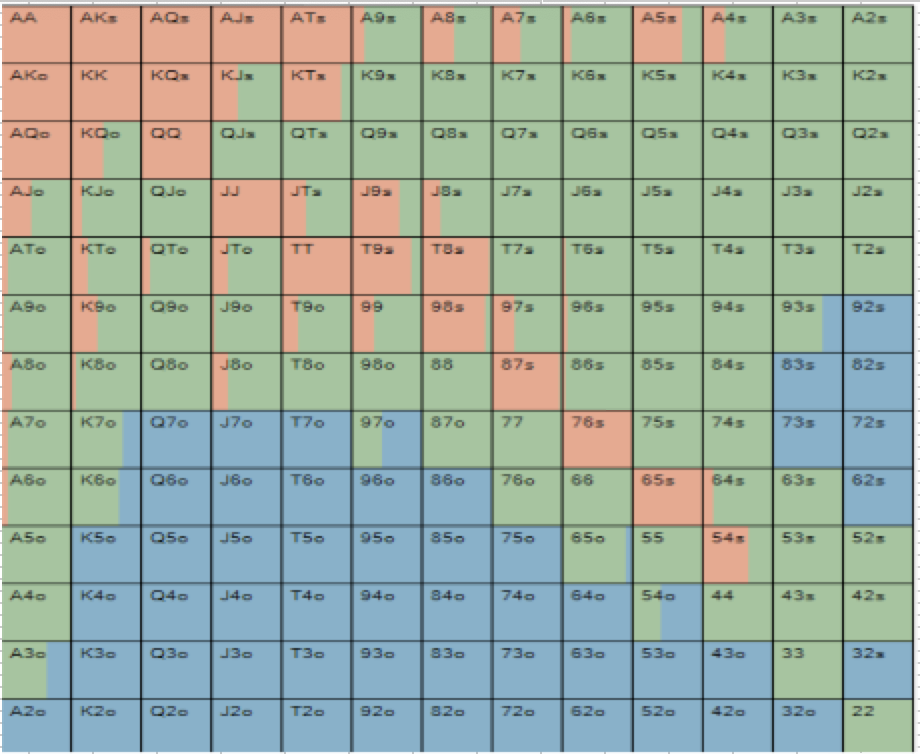 AA AKs AQs AJs ATs A9s A8s A7s A6s A5s A4s A3s A2s
AKo KK KQs KJs KTs K9s K8s K7s K6s K5s K4s K3s K2s
AQo KQo QQ QJs QTs Q9s Q8s Q7s Q6s Q5s Q4s Q3s Q2s
AJo KJo QJo JJ JTs J9s J8s J7s J6s J5s J4s J3s J2s
ATo KTo QTo JTo TT T9s T8s T7s T6s T5s T4s T3s T2s
A9o K9o Q9o J9o T9o 99 98s 97s 96s 95s 94s 93s 92s
A8o K8o Q8o J8o T8o 98o 88 87s 86s 85s 84s 83s 82s
A7o K7o Q7o J7o T7o 97o 87o 77 76s 75s 74s 73s 72s
A6o K6o Q6o J6o T6o 96o 86o 76o 66 65s 64s 63s 62s
A5o K5o Q5o J5o T5o 95o 85o 75o 65o 55 54s 53s 52s
A4o K4o Q4o J4o T4o 94o 84o 74o 64o 54o 44 43s 42s
A3o K3o Q3o J3o T3o 93o 83o 73o 63o 53o 43o 33 32s
A2o K2o Q2o J2o T2o 92o 82o 72o 62o 52o 42o 32o 22